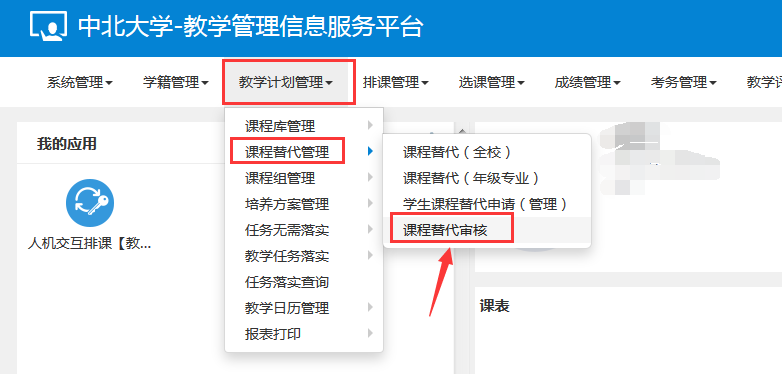 中北大学-教学管理信息服务平台
系统管理 学籍管理 教学计划管理 排课管理 选课管理 成绩管理 考务管理 教学评
我的应用
人机交互排课【教...
课程库管理
课程替代管理
课程组管理
培养方案管理
任务无需落实
教学任务落实
任务落实查询
教学日历管理
报表打印
课程替代（全校）
课程替代（年级专业）
学生课程替代申请（管理）
课程替代审核
课表